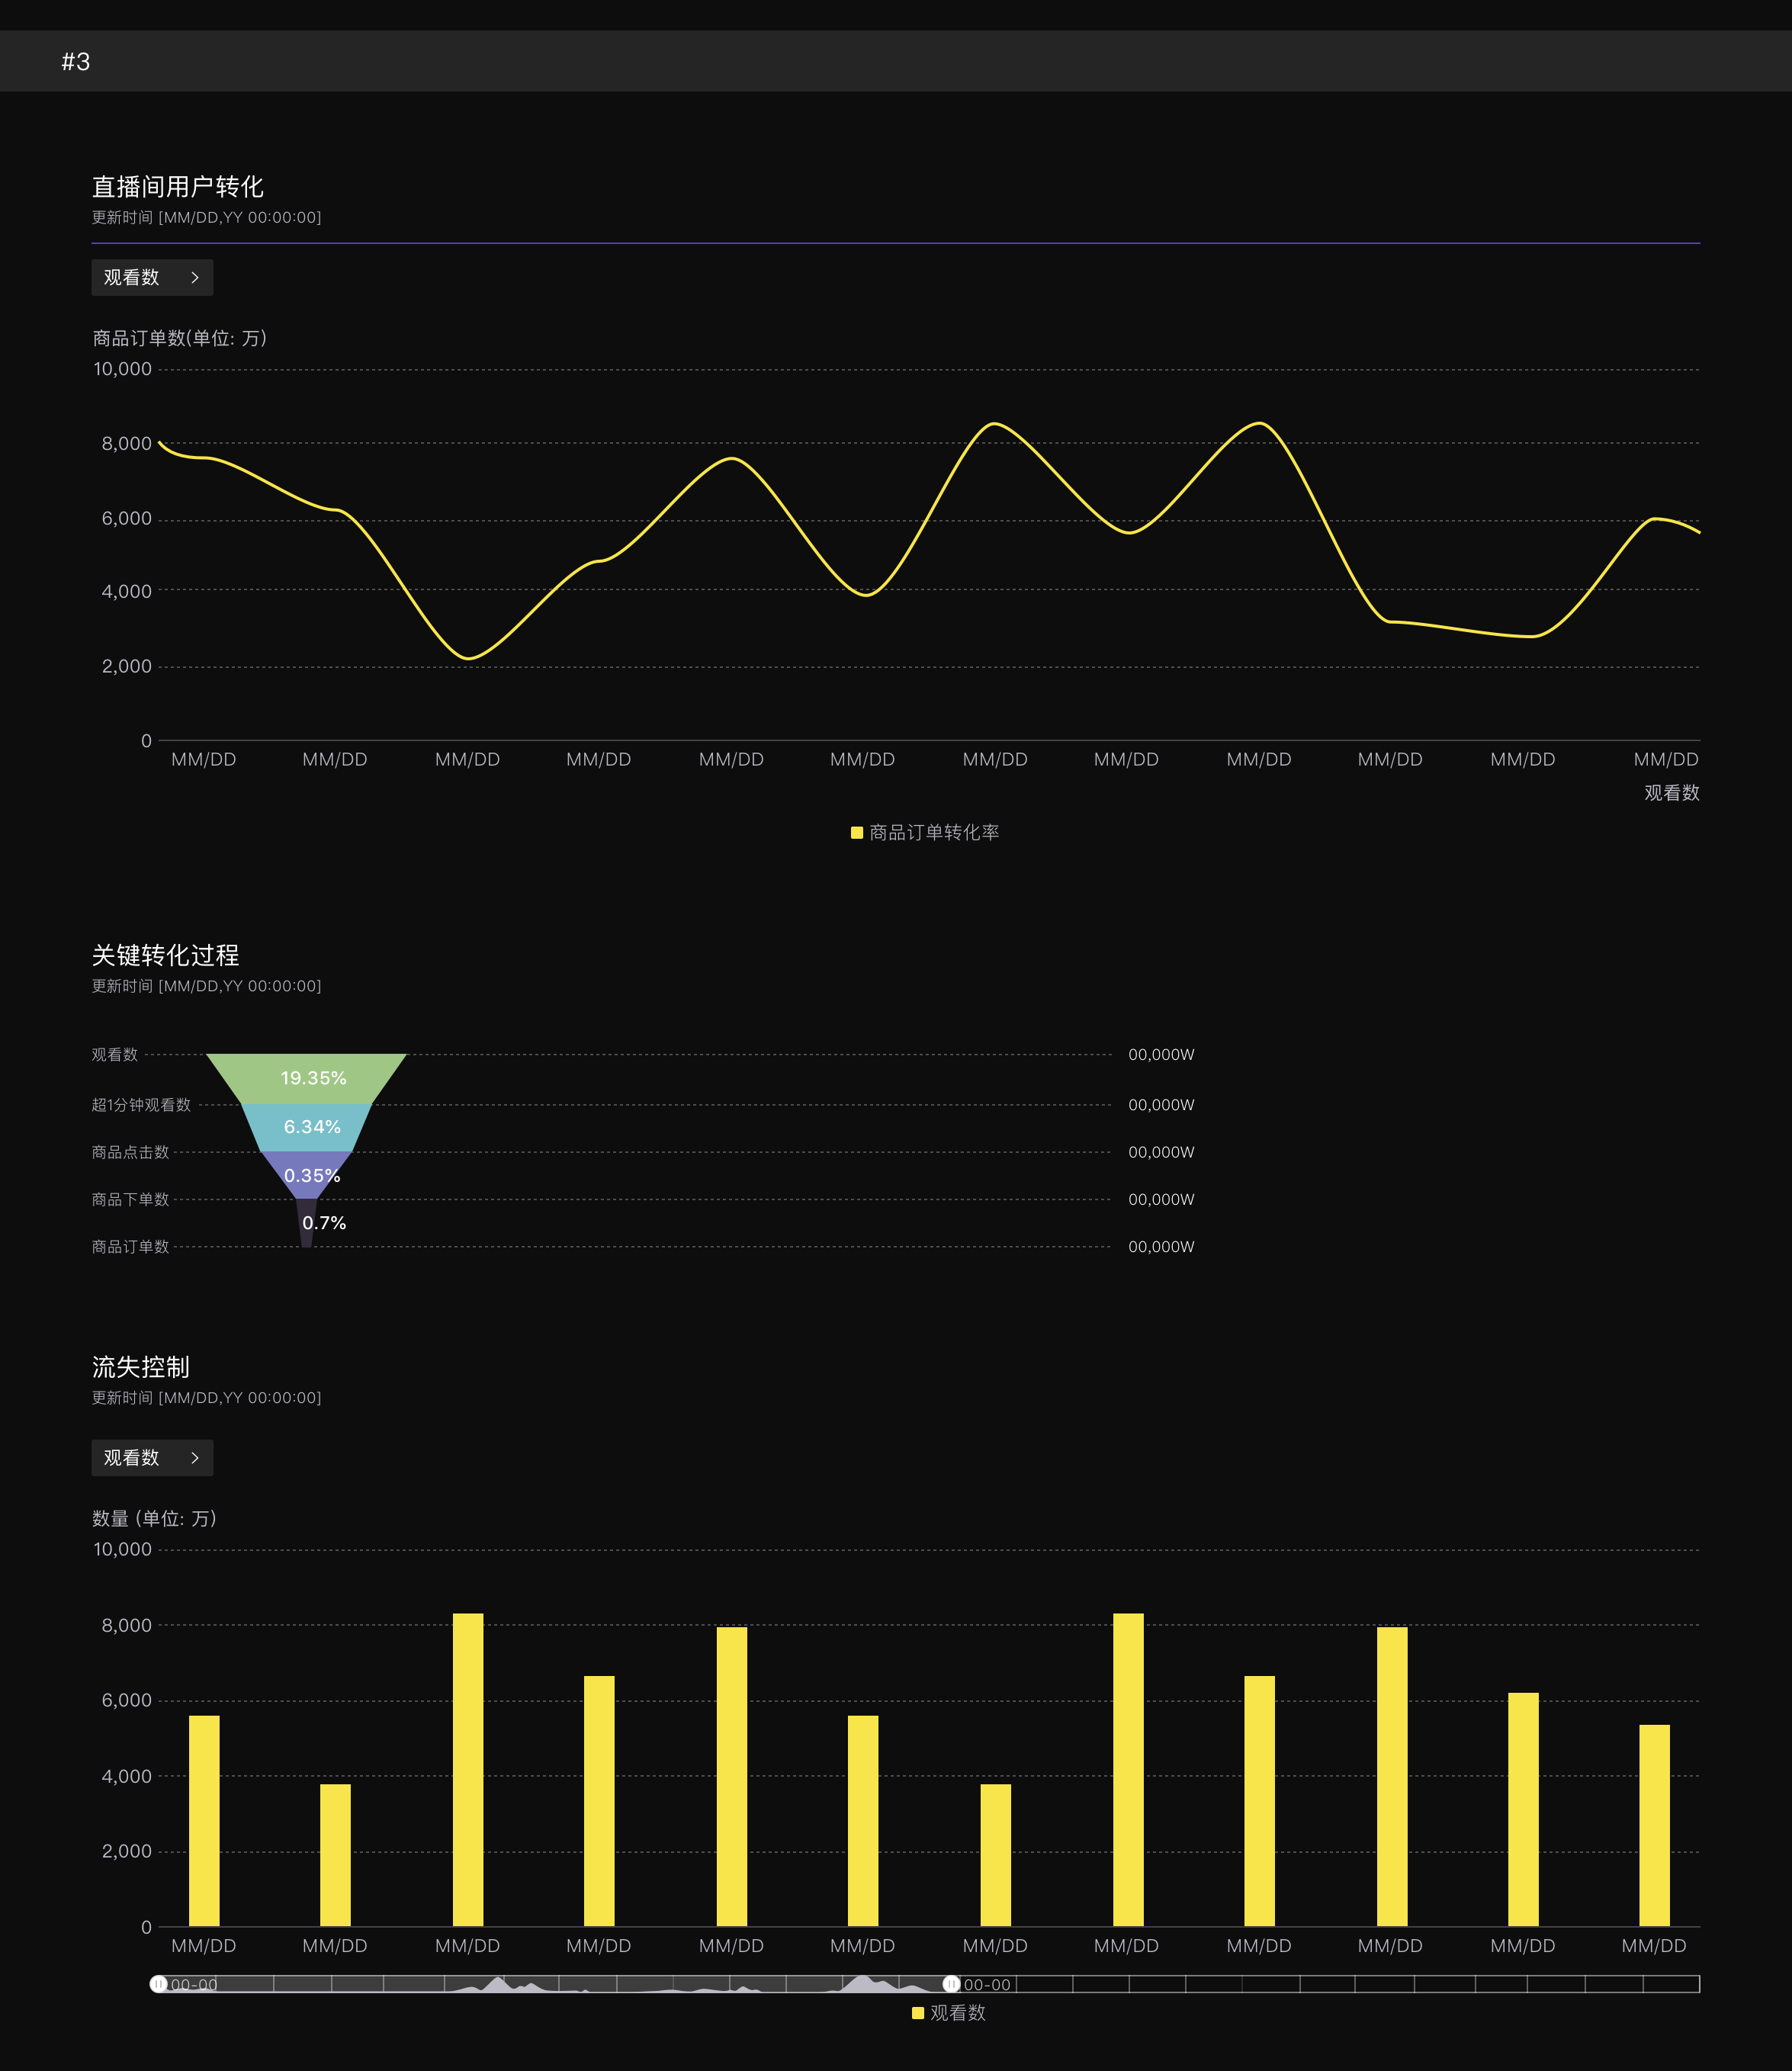 #3
直播间用户转化
更新时间 [MM/DD,YY 00:00:00]
观看数
商品订单数(单位: 万)
10,000
8,000
6,000
4,000
2,000
0
MM/DD MM/DD MM/DD MM/DD MM/DD MM/DD MM/DD MM/DD MM/DD MM/DD MM/DD MM/DD
观看数
商品订单转化率
关键转化过程
更新时间 [MM/DD,YY 00:00:00]
观看数 00,000W
19.35%
超1分钟观看数 00,000W
6.34%
商品点击数 00,000W
0.35%
商品下单数 00,000W
0.7%
商品订单数 00,000W
流失控制
更新时间 [MM/DD,YY 00:00:00]
观看数
数量 (单位: 万)
10,000
8,000
6,000
4,000
2,000
0
MM/DD MM/DD MM/DD MM/DD MM/DD MM/DD MM/DD MM/DD MM/DD MM/DD MM/DD MM/DD
00-00 00-00
观看数